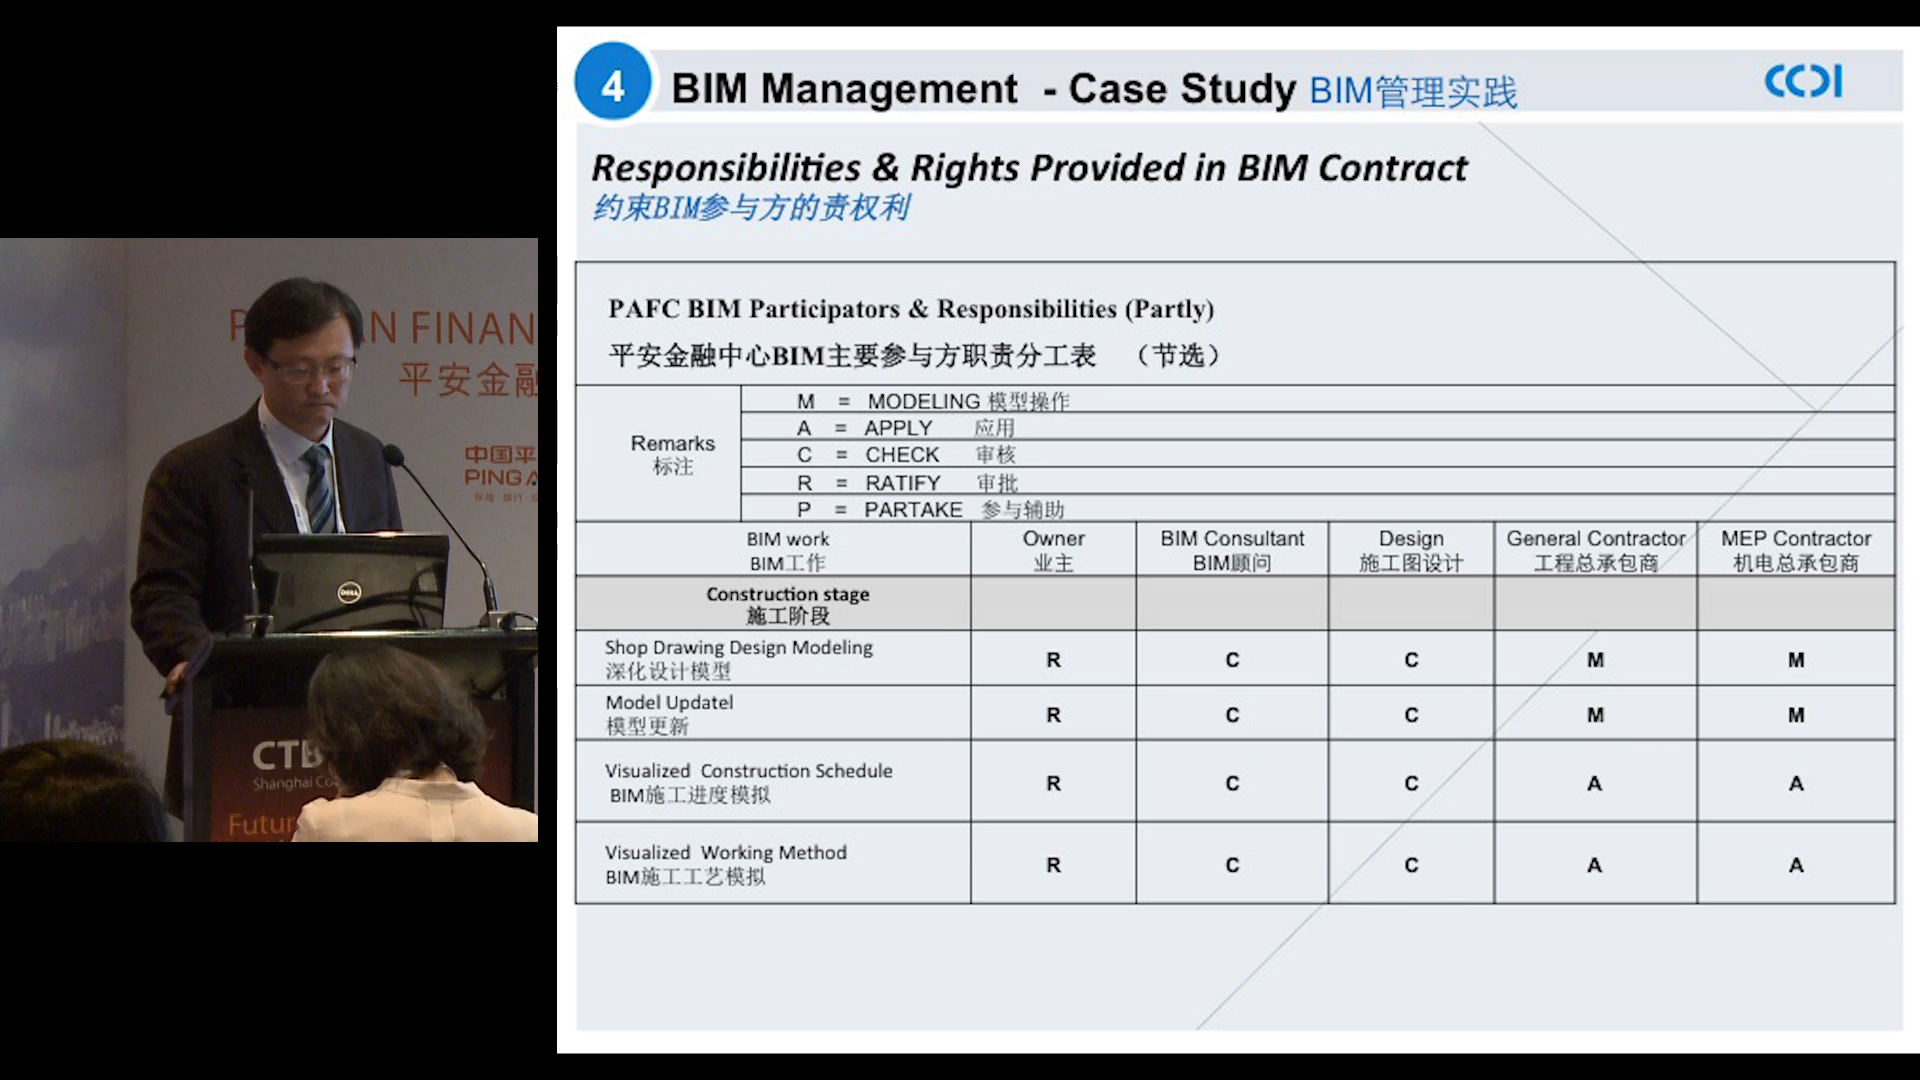 4 BIM Management - Case Study BIM管理实践
CCDI
Responsibilities & Rights Provided in BIM Contract
约束BIM参与方的责权利
PAFC BIM Participators & Responsibilities (Partly)
平安金融中心BIM主要参与方职责分工表 （节选）
Remarks
标注
M = MODELING 模型操作
A = APPLY 应用
C = CHECK 审核
R = RATIFY 审批
P = PARTAKE 参与辅助
BIM work Owner BIM Consultant Design General Contractor MEP Contractor
BIM工作 业主 BIM顾问 施工图设计 工程总承包商 机电总承包商
Construction stage
施工阶段
Shop Drawing Design Modeling
深化设计模型
R C C M M
Model Updatel
模型更新
R C C M M
Visualized Construction Schedule
BIM施工进度模拟
R C C A A
Visualized Working Method
BIM施工工艺模拟
R C C A A
AN FINAN
平安金融
中国平
PING A
DELL
CTB
Shanghai Co
Futur